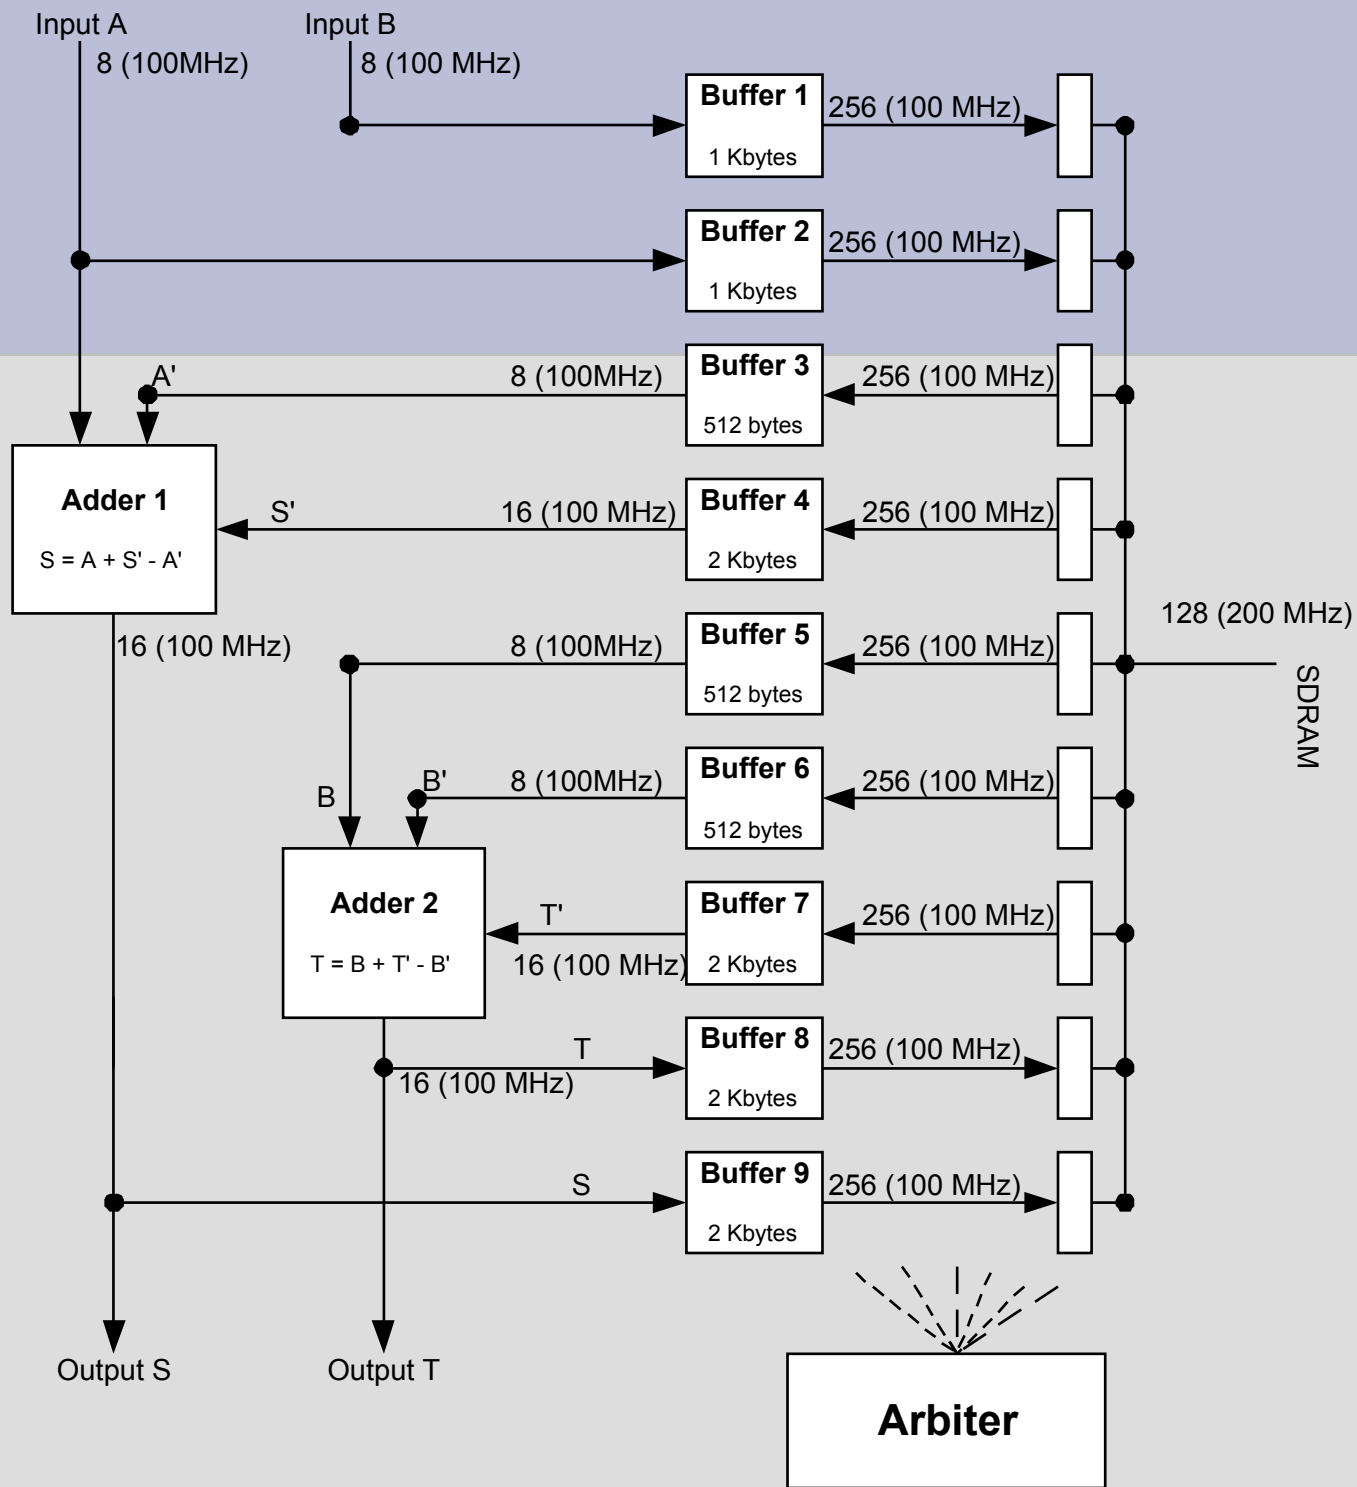 Input A
Input B
8 (100MHz)
8 (100 MHz)
Buffer 1
1 Kbytes
256 (100 MHz)
Buffer 2
1 Kbytes
256 (100 MHz)
A'
8 (100MHz)
Buffer 3
512 bytes
256 (100 MHz)
Adder 1
S = A + S' - A'
S'
16 (100 MHz)
Buffer 4
2 Kbytes
256 (100 MHz)
16 (100 MHz)
8 (100MHz)
Buffer 5
512 bytes
256 (100 MHz)
128 (200 MHz)
SDRAM
B
B'
8 (100MHz)
Buffer 6
512 bytes
256 (100 MHz)
Adder 2
T = B + T' - B'
T'
16 (100 MHz)
Buffer 7
2 Kbytes
256 (100 MHz)
T
16 (100 MHz)
Buffer 8
2 Kbytes
256 (100 MHz)
S
Buffer 9
2 Kbytes
256 (100 MHz)
Output S
Output T
Arbiter